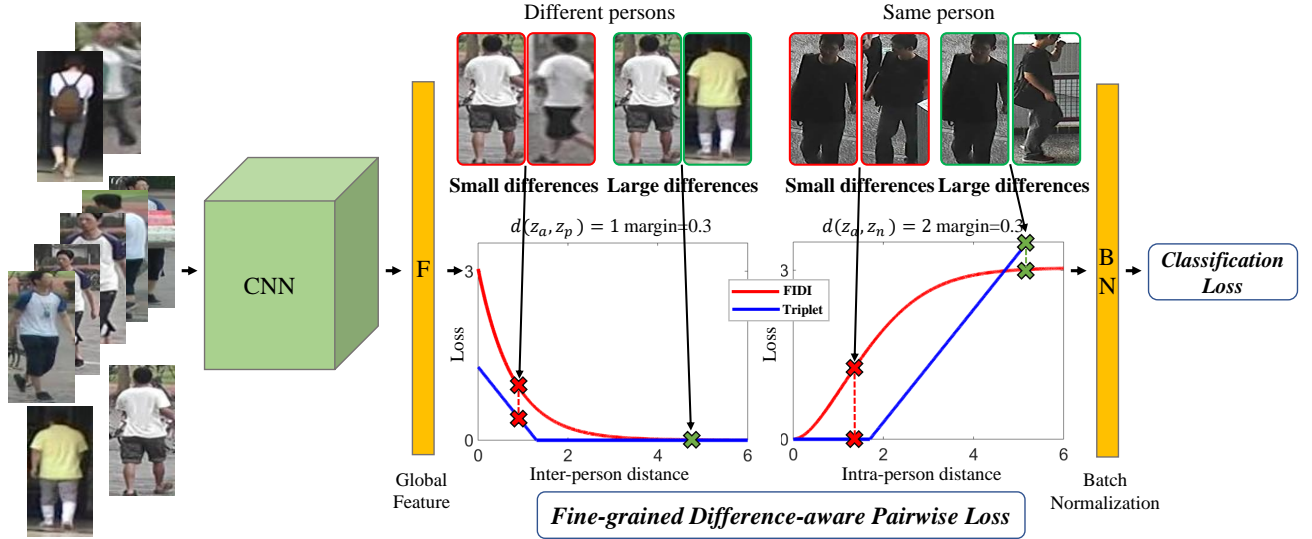 Different persons
Same person
Small differences
Large differences
Small differences
Large differences
CNN
F
Global
Feature
d(z_a, z_p) = 1 margin=0.3
3
0
Loss
0
2
4
6
Inter-person distance
FIDI
Triplet
d(z_a, z_n) = 2 margin=0.3
3
0
Loss
0
2
4
6
Intra-person distance
B
N
Batch
Normalization
Classification
Loss
Fine-grained Difference-aware Pairwise Loss